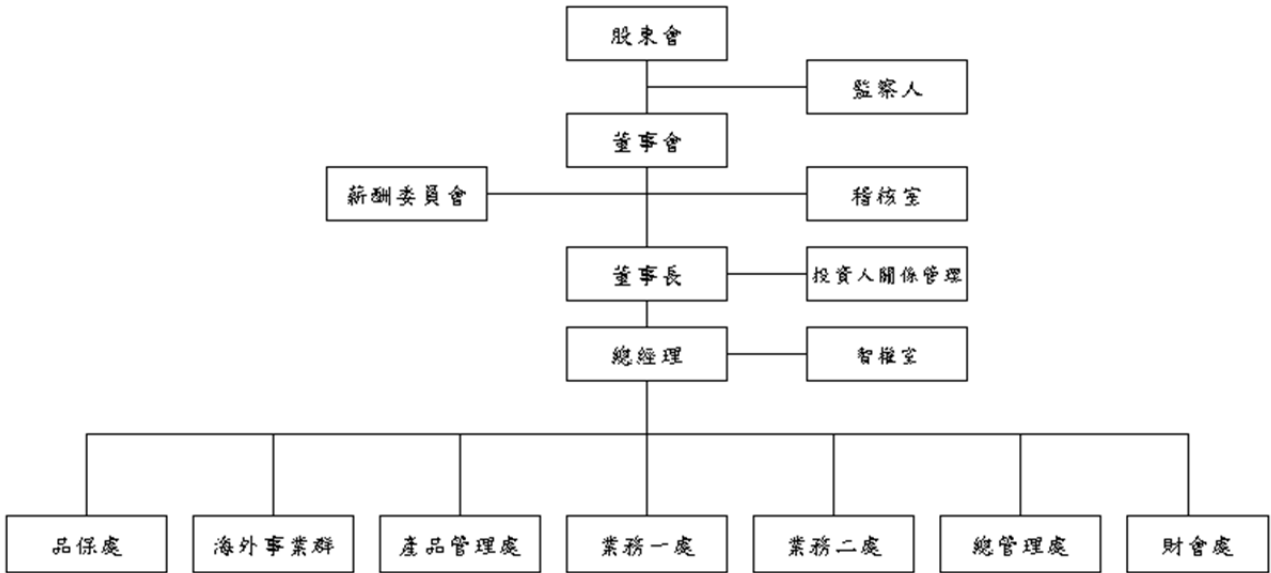 股東會
監察人
董事會
薪酬委員會
稽核室
董事長
投資人關係管理
總經理
智權室
品保處
海外事業群
產品管理處
業務一處
業務二處
總管理處
財會處